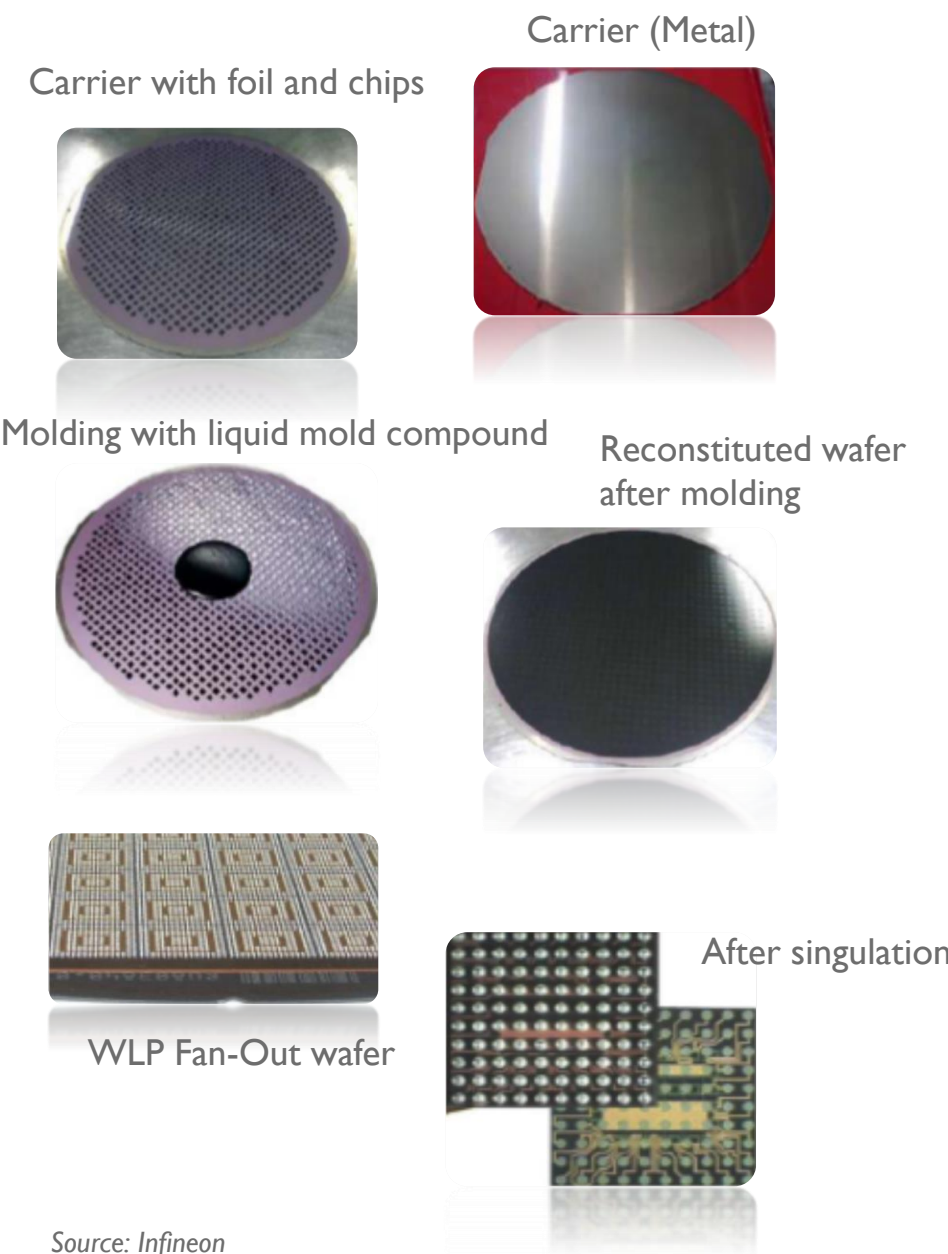 Carrier (Metal)
Carrier with foil and chips
Molding with liquid mold compound
Reconstituted wafer
after molding
After singulation
WLP Fan-Out wafer
Source: Infineon